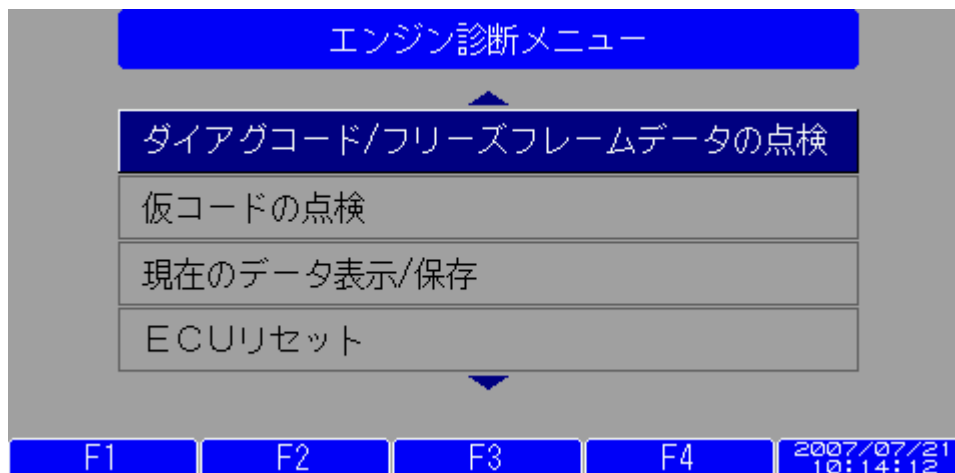 エンジン診断メニュー
ダイアグコード/フリーズフレームデータの点検
仮コードの点検
現在のデータ表示/保存
ＥＣＵリセット
F1 F2 F3 F4 2007/07/21
10:14:12